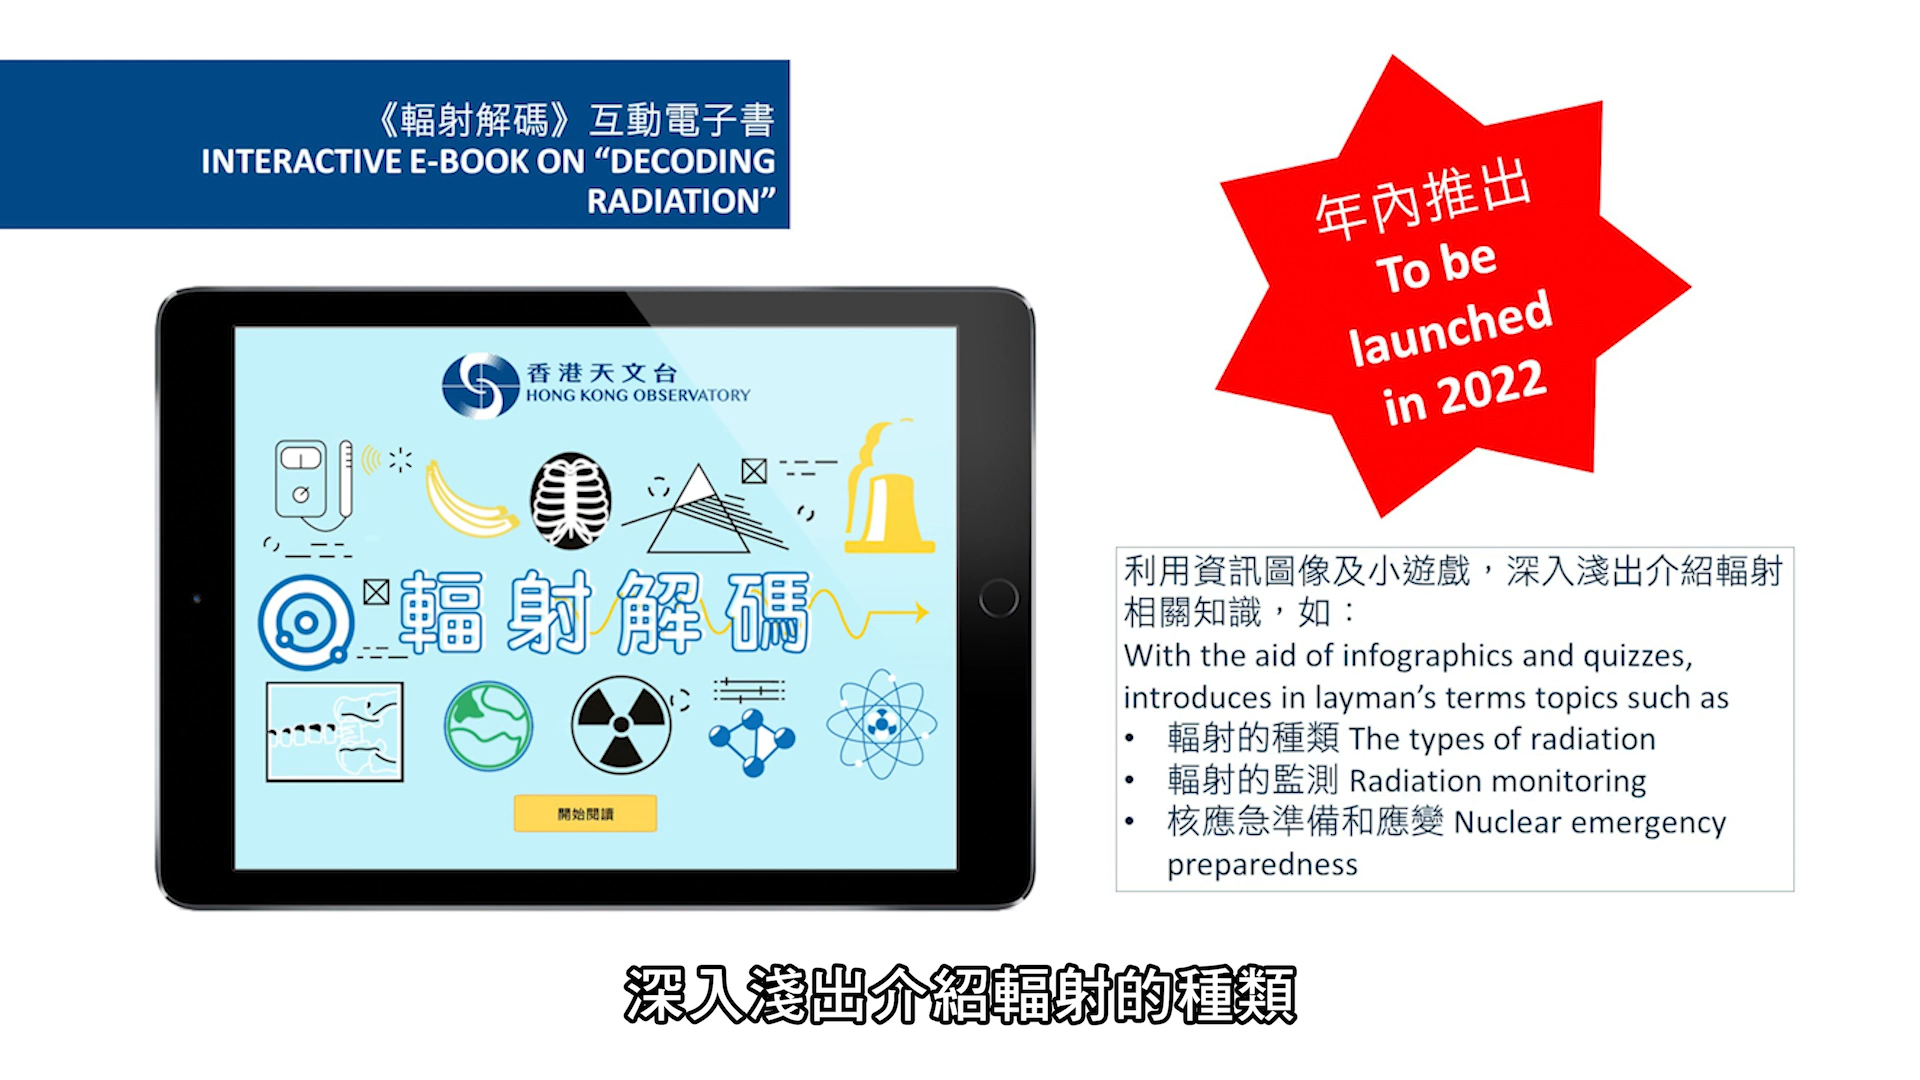 《輻射解碼》互動電子書
INTERACTIVE E-BOOK ON “DECODING
RADIATION”
年內推出
To be
launched
in 2022
香港天文台
HONG KONG OBSERVATORY
輻射解碼
開始閱讀
利用資訊圖像及小遊戲，深入淺出介紹輻射
相關知識，如：
With the aid of infographics and quizzes,
introduces in layman’s terms topics such as
• 輻射的種類 The types of radiation
• 輻射的監測 Radiation monitoring
• 核應急準備和應變 Nuclear emergency
preparedness
深入淺出介紹輻射的種類